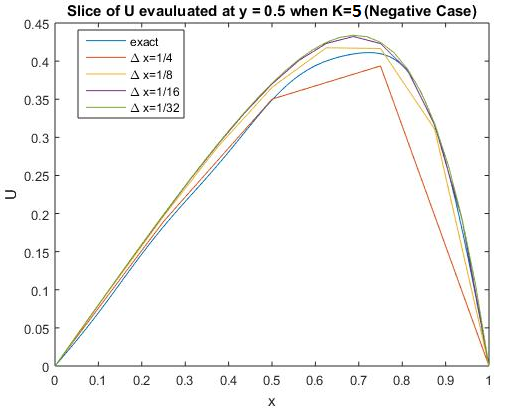 Slice of U evauluated at y = 0.5 when K=5 (Negative Case)
exact
Δ x=1/4
Δ x=1/8
Δ x=1/16
Δ x=1/32
0.45
0.4
0.35
0.3
0.25
0.2
0.15
0.1
0.05
0
U
0 0.1 0.2 0.3 0.4 0.5 0.6 0.7 0.8 0.9 1
x